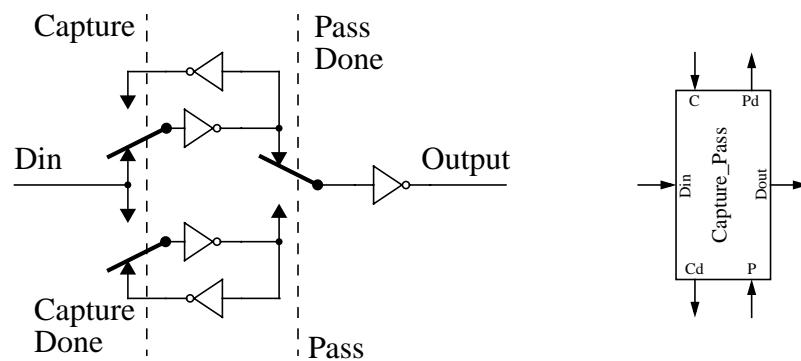 Capture
Pass
Done
Din
Output
Capture
Done
Pass
C
Pd
Din
Capture_Pass
Dout
Cd
P